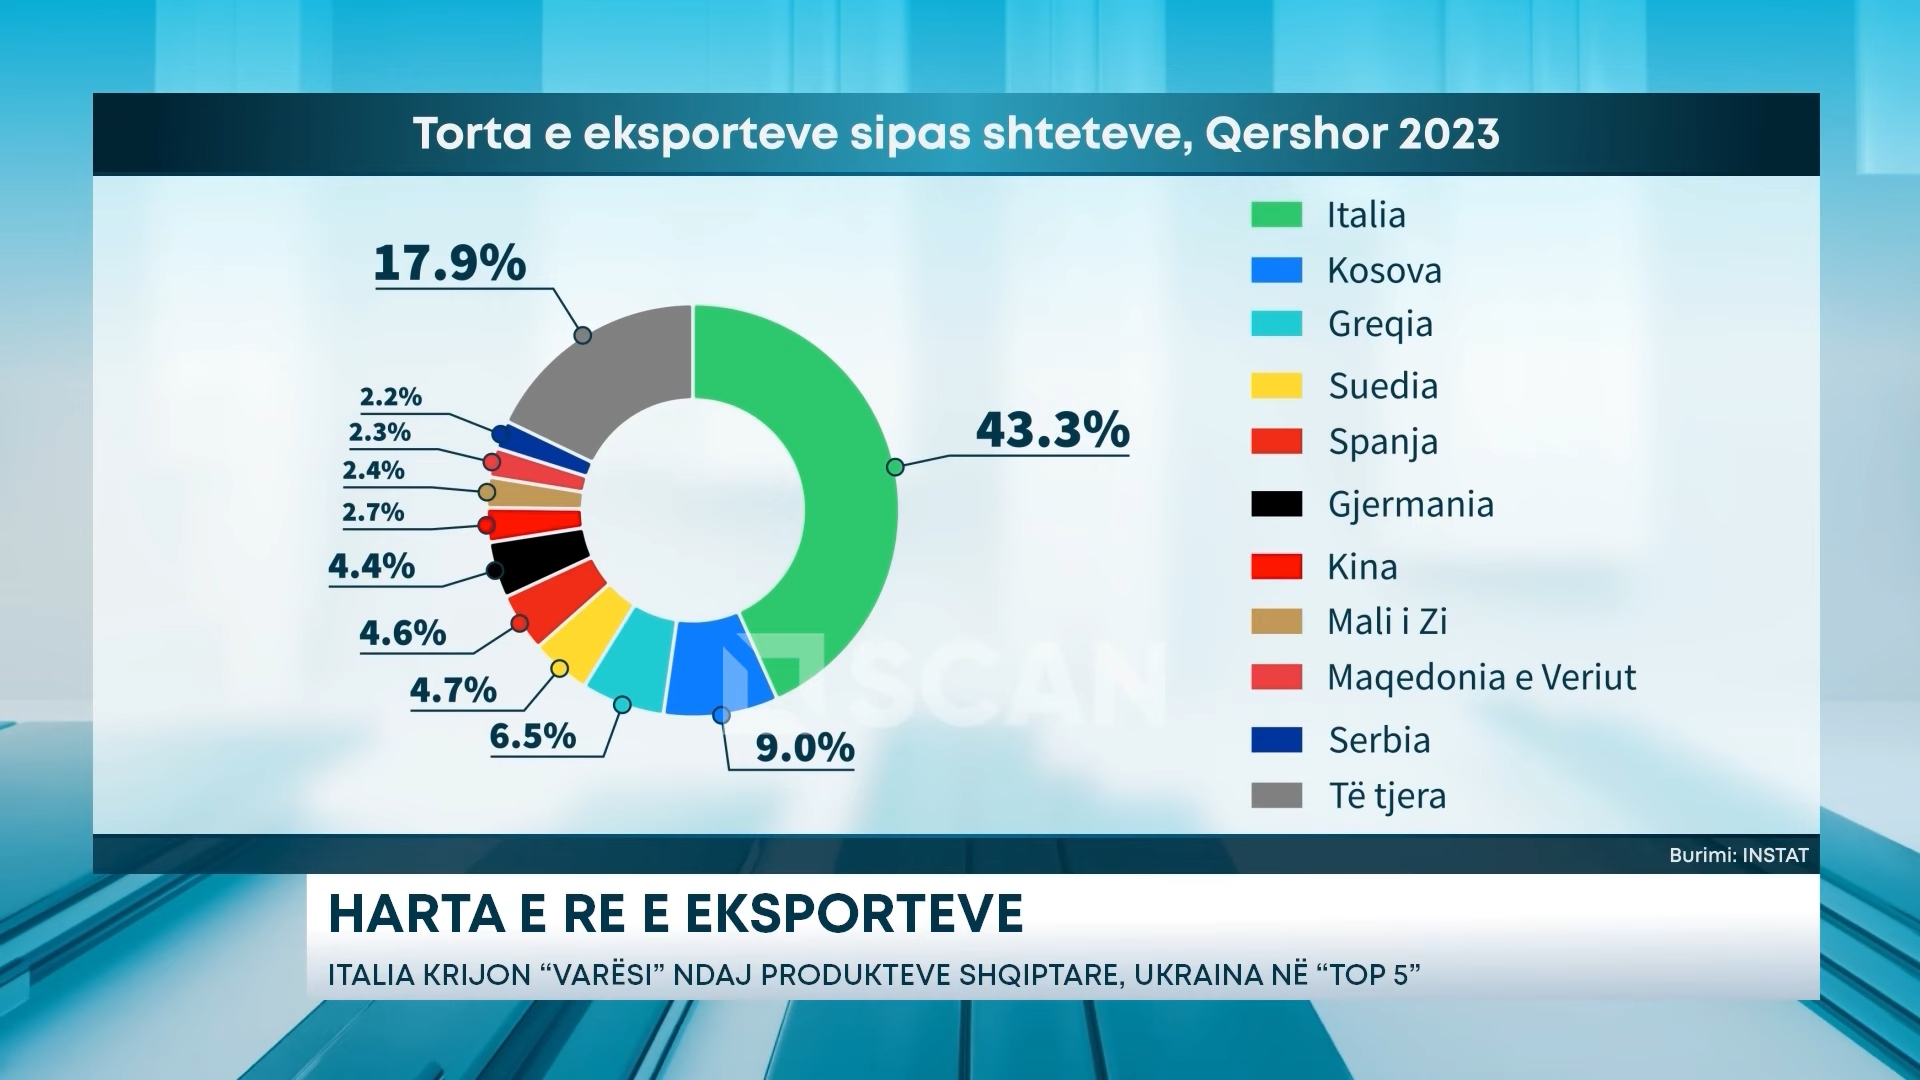 Torta e eksporteve sipas shteteve, Qershor 2023
17.9%
2.2%
2.3%
2.4%
2.7%
4.4%
4.6%
4.7%
6.5%
9.0%
43.3%
Italia
Kosova
Greqia
Suedia
Spanja
Gjermania
Kina
Mali i Zi
Maqedonia e Veriut
Serbia
Të tjera
SCAN
Burimi: INSTAT
HARTA E RE E EKSPORTEVE
ITALIA KRIJON “VARËSI” NDAJ PRODUKTEVE SHQIPTARE, UKRAINA NË “TOP 5”